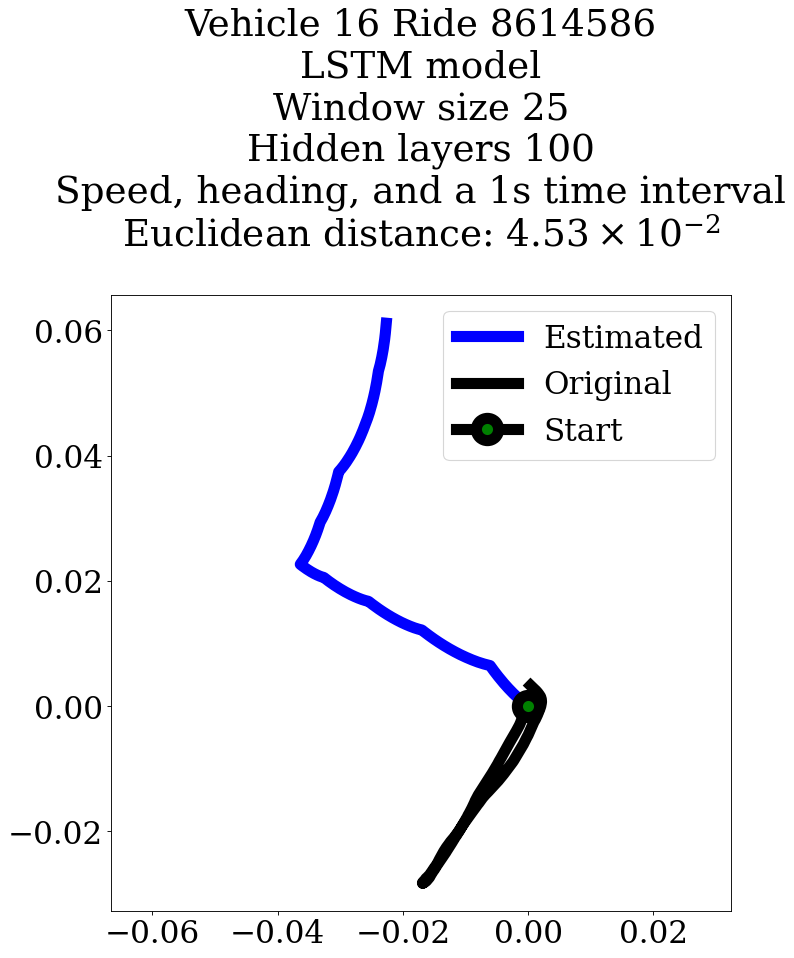 Vehicle 16 Ride 8614586
LSTM model
Window size 25
Hidden layers 100
Speed, heading, and a 1s time interval
Euclidean distance: 4.53 × 10⁻²
Estimated
Original
Start
0.06
0.04
0.02
0.00
−0.02
−0.06 −0.04 −0.02 0.00 0.02